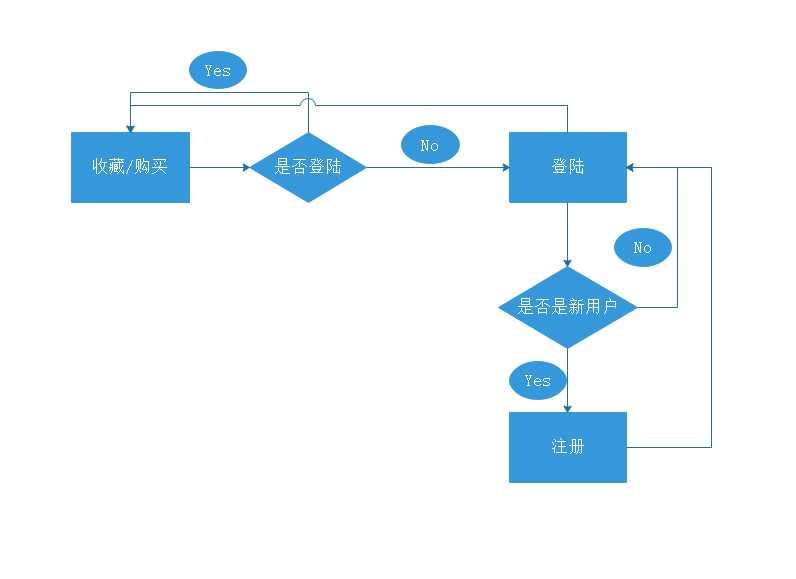 Yes
收藏/购买
是否登陆
No
登陆
No
是否是新用户
Yes
注册